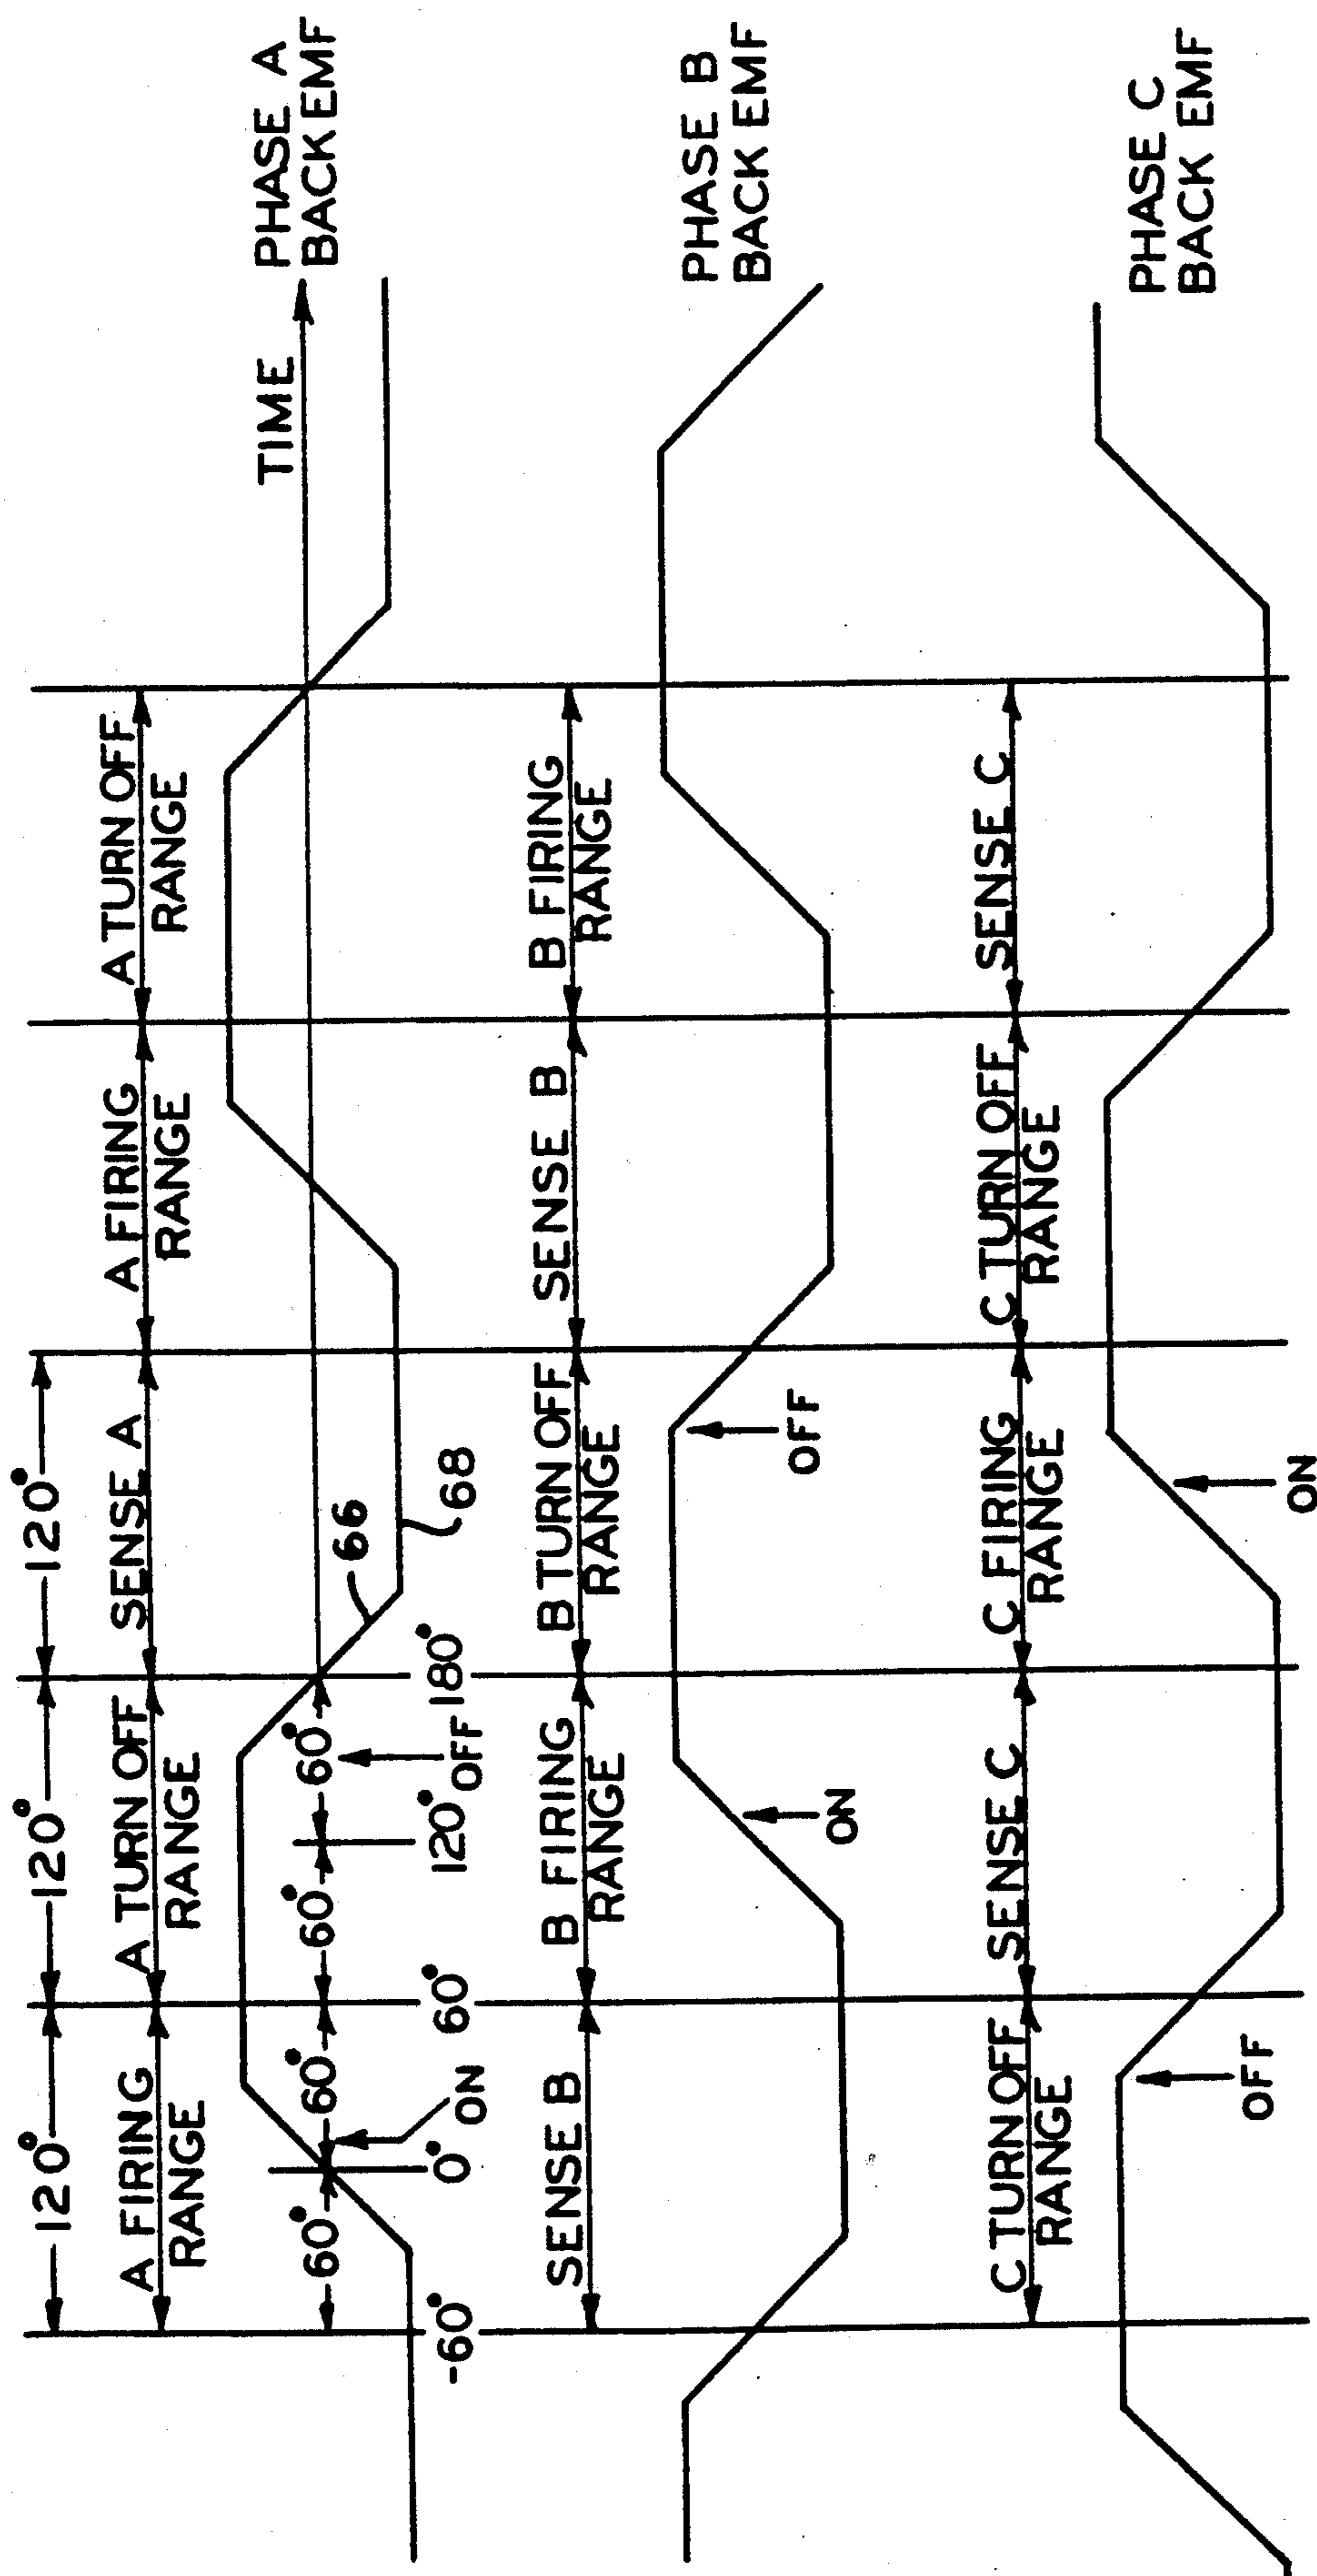 120° 120° 120°
A FIRING RANGE
A TURN OFF RANGE
SENSE A
A FIRING RANGE
A TURN OFF RANGE
TIME
PHASE A
BACK EMF
60° 60° 60° 60°
66
68
ON
OFF
-60° 0° 60° 120° 180°
SENSE B
B FIRING RANGE
B TURN OFF RANGE
SENSE B
B FIRING RANGE
PHASE B
BACK EMF
ON
OFF
C TURN OFF RANGE
SENSE C
C FIRING RANGE
C TURN OFF RANGE
SENSE C
PHASE C
BACK EMF
OFF
ON